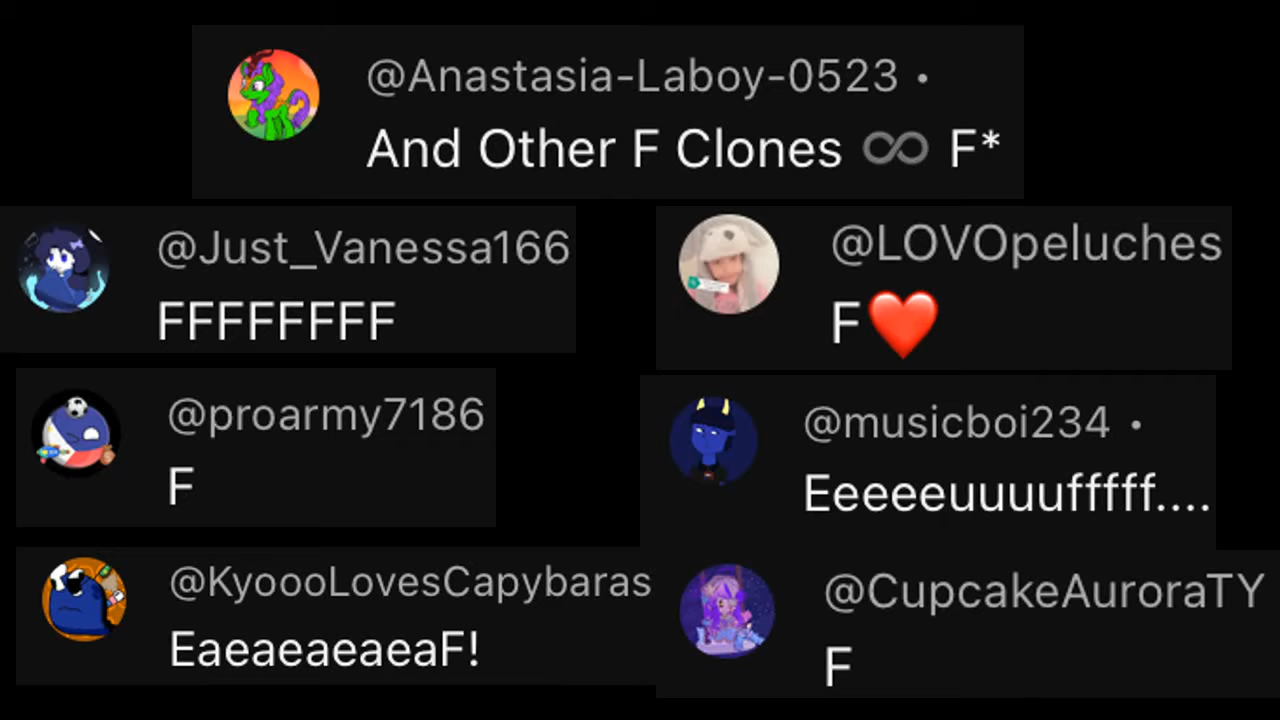 @Anastasia-Laboy-0523 •
And Other F Clones ♾ F*
@Just_Vanessa166
FFFFFFFF
@LOVOpeluches
F❤️
@proarmy7186
F
@musicboi234 •
Eeeeeuuuufffff....
@KyoooLovesCapybaras
EaeaeaeaeaF!
@CupcakeAuroraTY
F